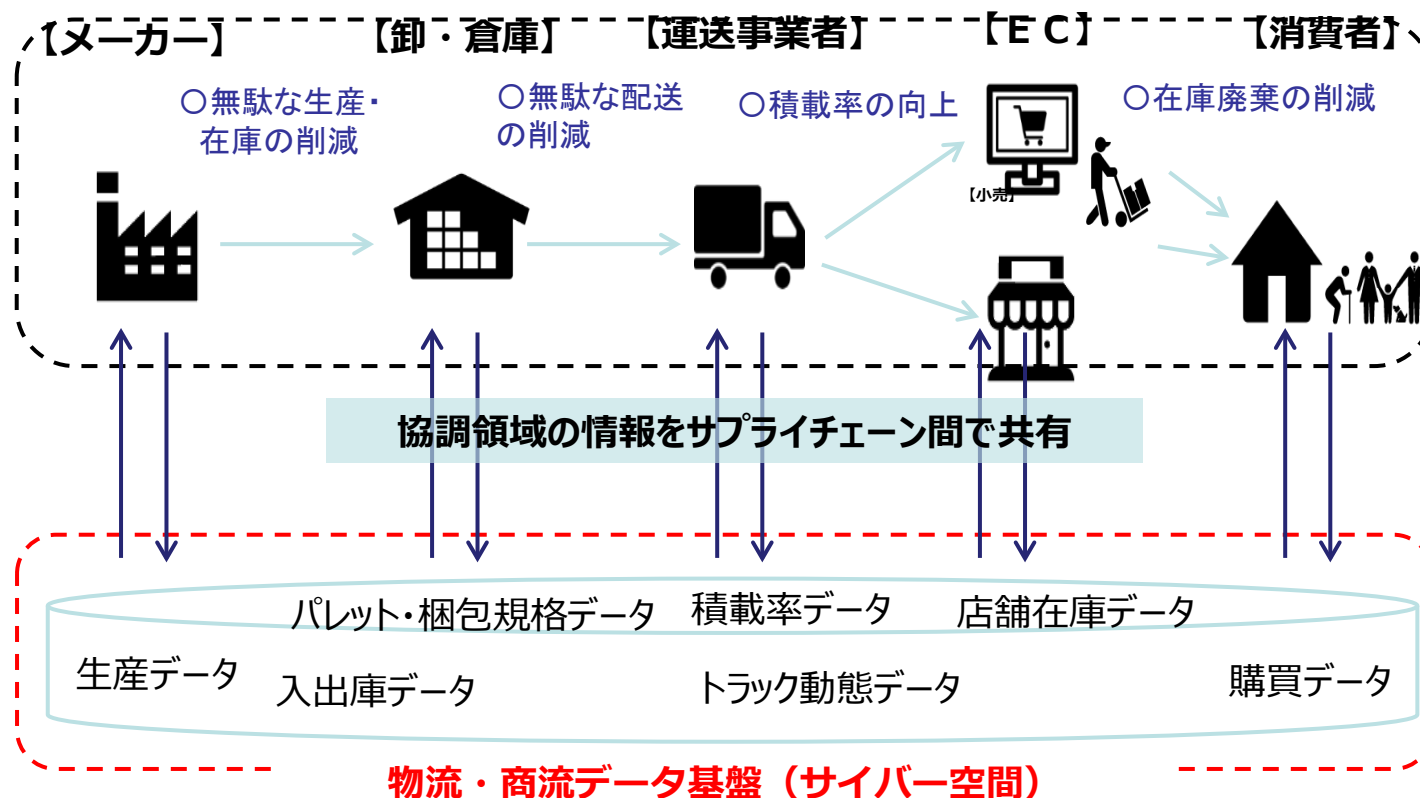 【メーカー】
【卸・倉庫】
【運送事業者】
【ＥＣ】
【消費者】
〇無駄な生産・
在庫の削減
〇無駄な配送
の削減
〇積載率の向上
〇在庫廃棄の削減
【小売】
協調領域の情報をサプライチェーン間で共有
パレット・梱包規格データ
積載率データ
店舗在庫データ
生産データ
入出庫データ
トラック動態データ
購買データ
物流・商流データ基盤（サイバー空間）